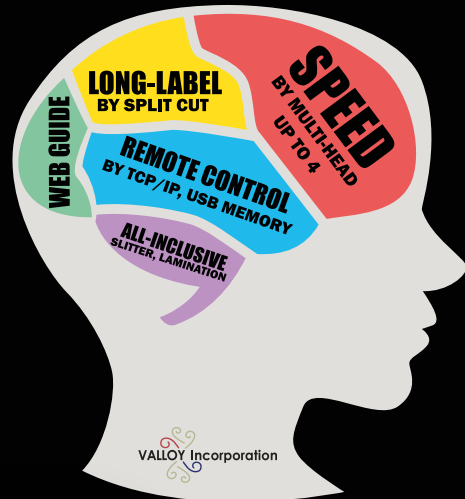 LONG-LABEL
BY SPLIT CUT
SPEED
BY MULTI-HEAD
UP TO 4
WEB GUIDE
REMOTE CONTROL
BY TCP/IP, USB MEMORY
ALL-INCLUSIVE
SLITTER, LAMINATION
VALLOY Incorporation